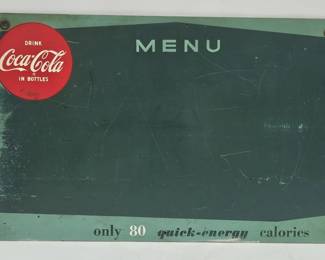 DRINK
Coca-Cola
IN BOTTLES
MENU
only 80 quick-energy calories